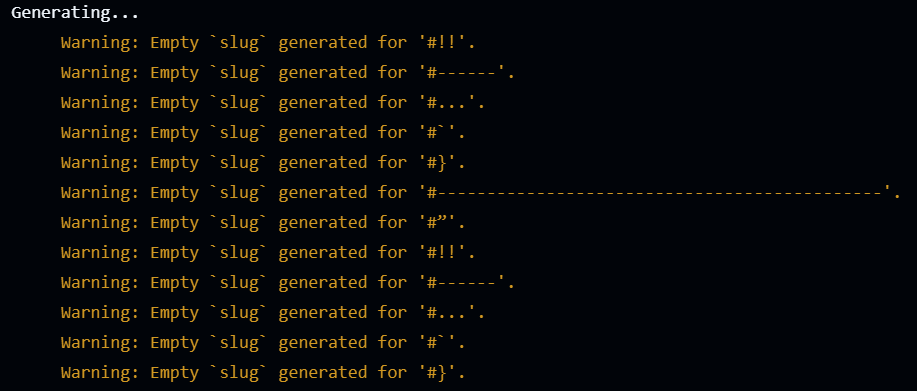 Generating...
Warning: Empty `slug` generated for '#!!'.
Warning: Empty `slug` generated for '#------'.
Warning: Empty `slug` generated for '#...'.
Warning: Empty `slug` generated for '#`'.
Warning: Empty `slug` generated for '#}'.
Warning: Empty `slug` generated for '#---------------------------------------------'.
Warning: Empty `slug` generated for '#”'.
Warning: Empty `slug` generated for '#!!'.
Warning: Empty `slug` generated for '#------'.
Warning: Empty `slug` generated for '#...'.
Warning: Empty `slug` generated for '#`'.
Warning: Empty `slug` generated for '#}'.